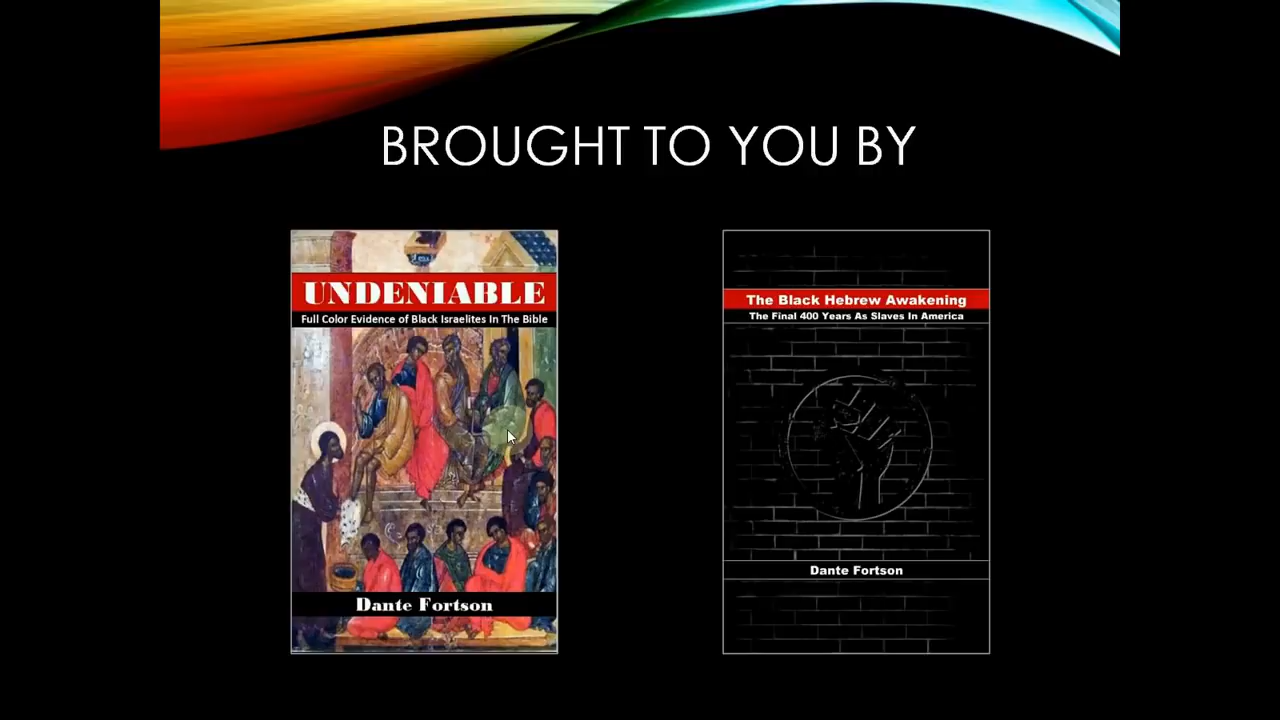 BROUGHT TO YOU BY
UNDENIABLE
Full Color Evidence of Black Israelites In The Bible
Dante Fortson
The Black Hebrew Awakening
The Final 400 Years As Slaves In America
Dante Fortson